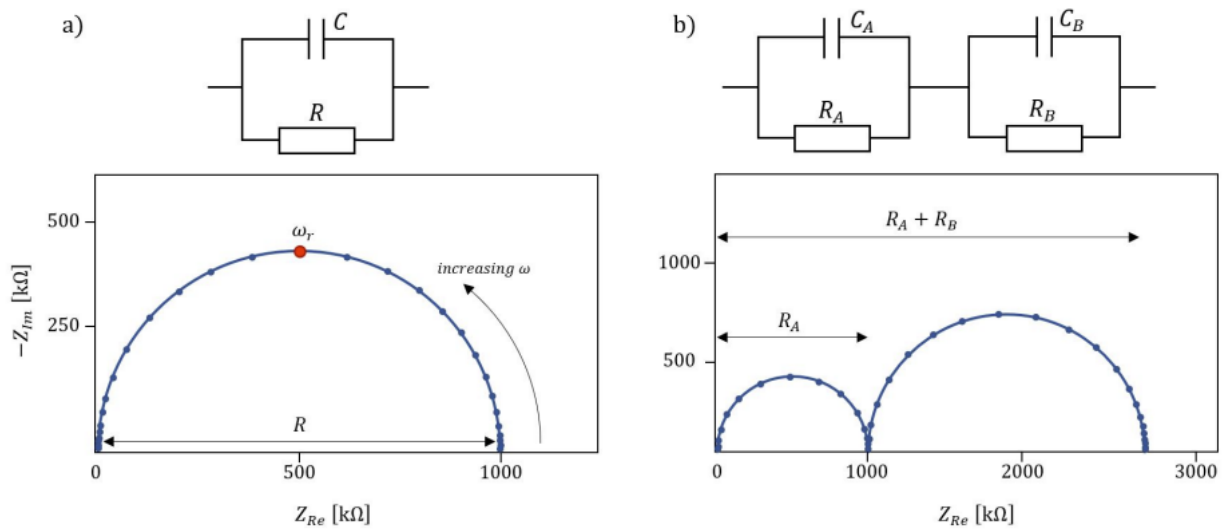 a)
C
R
500
250
−Z_Im [kΩ]
ω_r
increasing ω
R
0
500
1000
Z_Re [kΩ]
b)
C_A
C_B
R_A
R_B
1000
500
R_A + R_B
R_A
0
1000
2000
3000
Z_Re [kΩ]